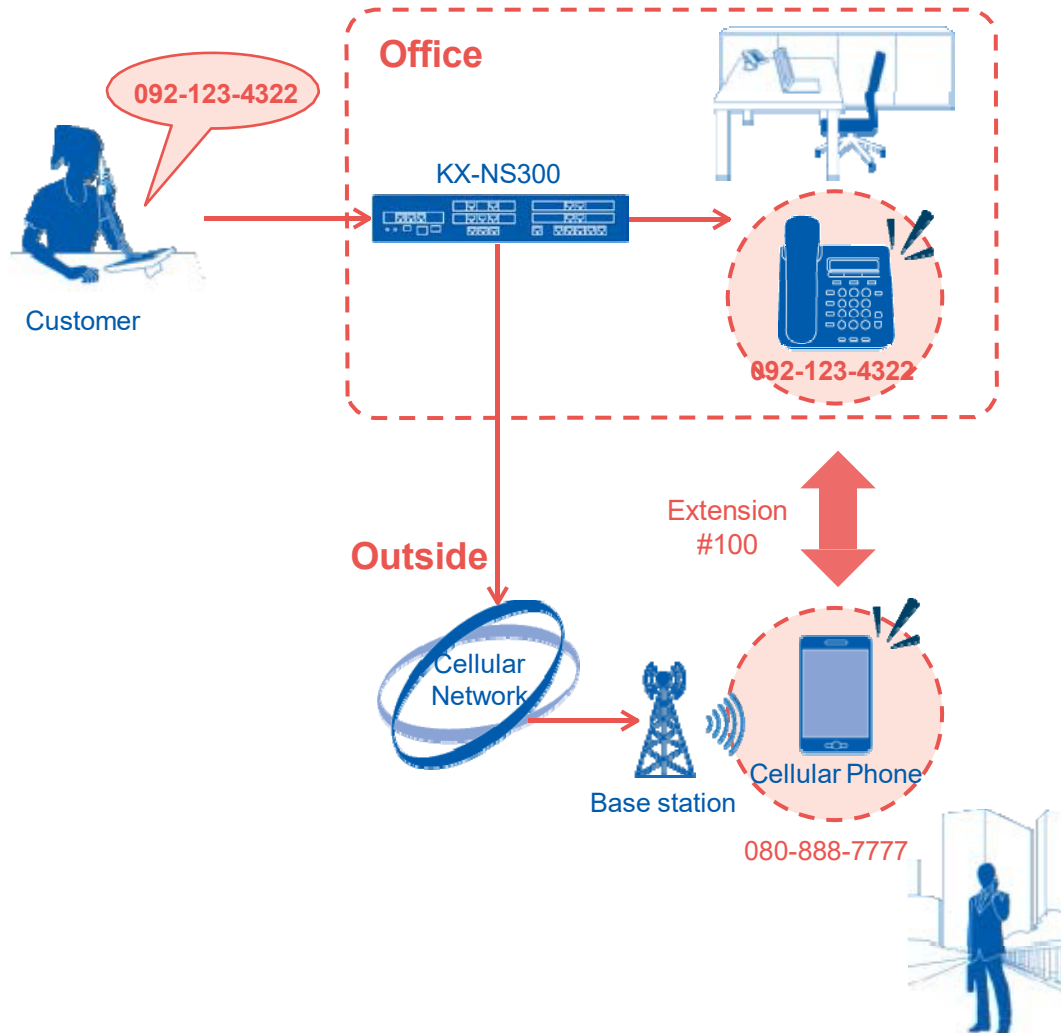 Office
092-123-4322
KX-NS300
Customer
092-123-4322
Extension
#100
Outside
Cellular
Network
Base station
Cellular Phone
080-888-7777